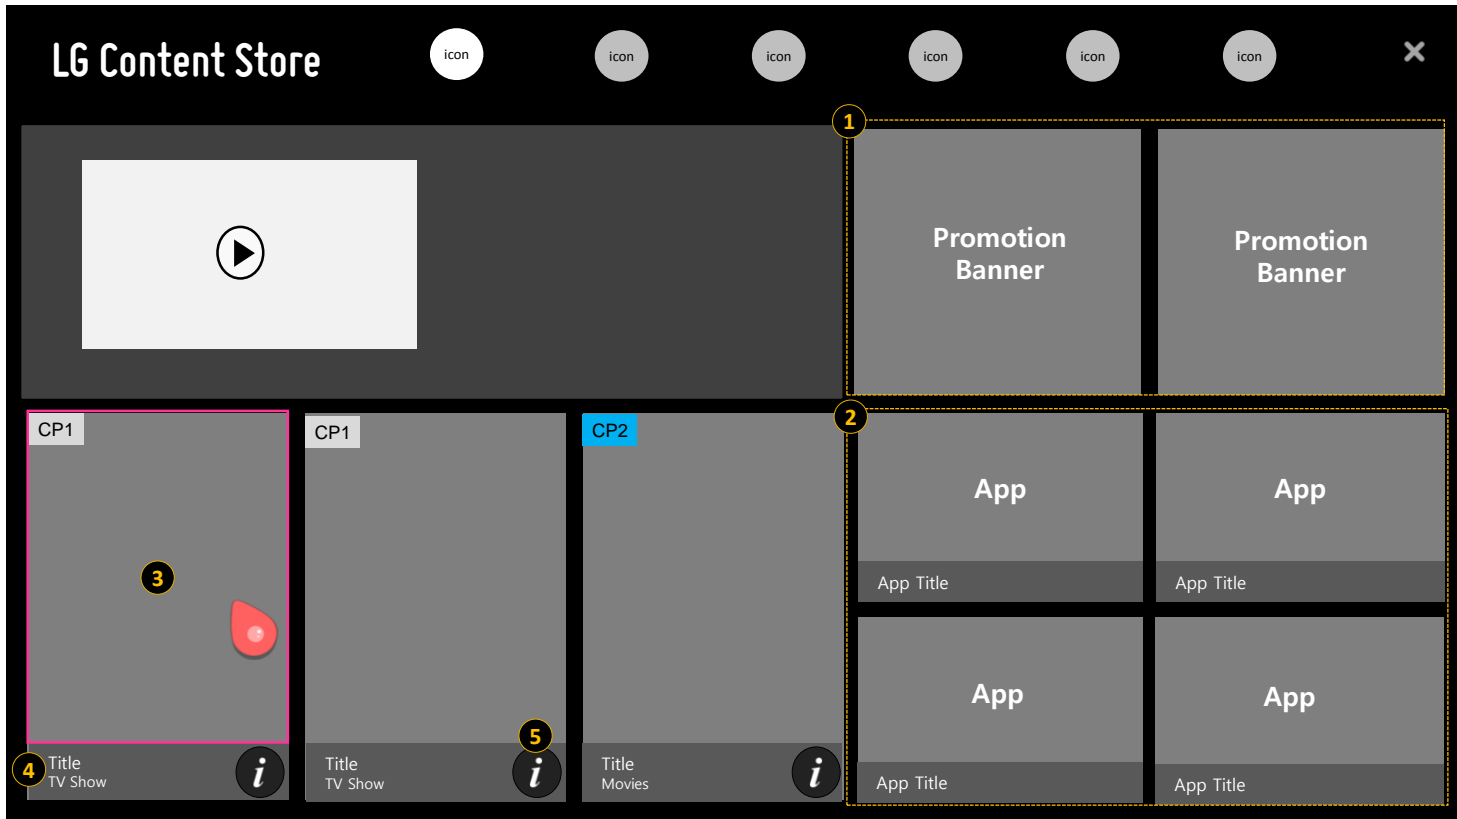 LG Content Store
icon
icon
icon
icon
icon
icon
1
Promotion
Banner
Promotion
Banner
CP1
CP1
CP2
2
App
App
3
App Title
App Title
App
App
5
4
Title
TV Show
i
Title
TV Show
i
Title
Movies
i
App Title
App Title